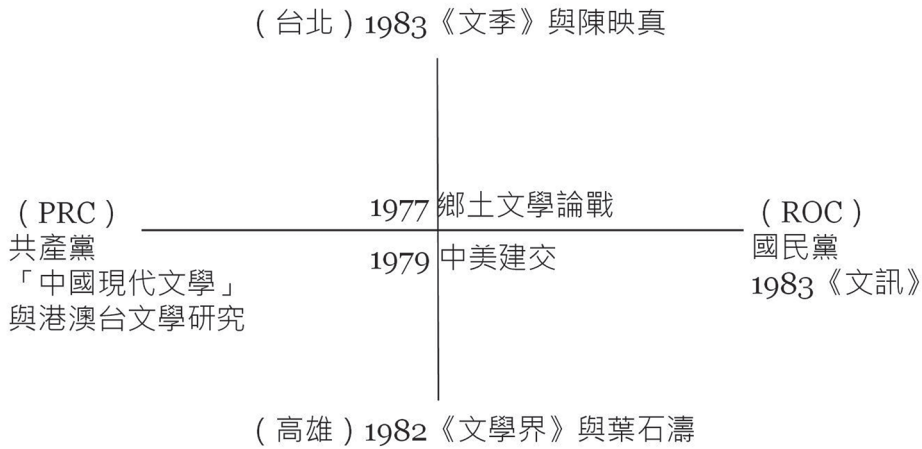 （台北）1983《文季》與陳映真
1977 鄉土文學論戰
1979 中美建交
（PRC）
共產黨
「中國現代文學」
與港澳台文學研究
（ROC）
國民黨
1983《文訊》
（高雄）1982《文學界》與葉石濤